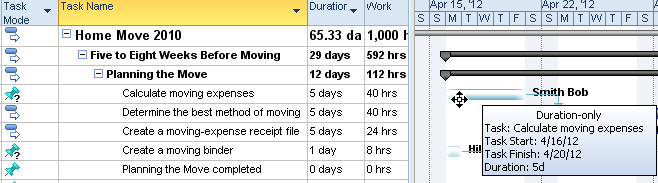 Task Mode
Task Name
Duration
Work
Apr 15, '12
Apr 22, '12
S S M T W T F S S M T W T F S
Home Move 2010 65.33 da 1,000 h
Five to Eight Weeks Before Moving 29 days 592 hrs
Planning the Move 12 days 112 hrs
Calculate moving expenses 5 days 40 hrs
Smith Bob
Determine the best method of moving 5 days 40 hrs
Create a moving-expense receipt file 5 days 24 hrs
Create a moving binder 1 day 8 hrs
Planning the Move completed 0 days 0 hrs
Duration-only
Task: Calculate moving expenses
Task Start: 4/16/12
Task Finish: 4/20/12
Duration: 5d